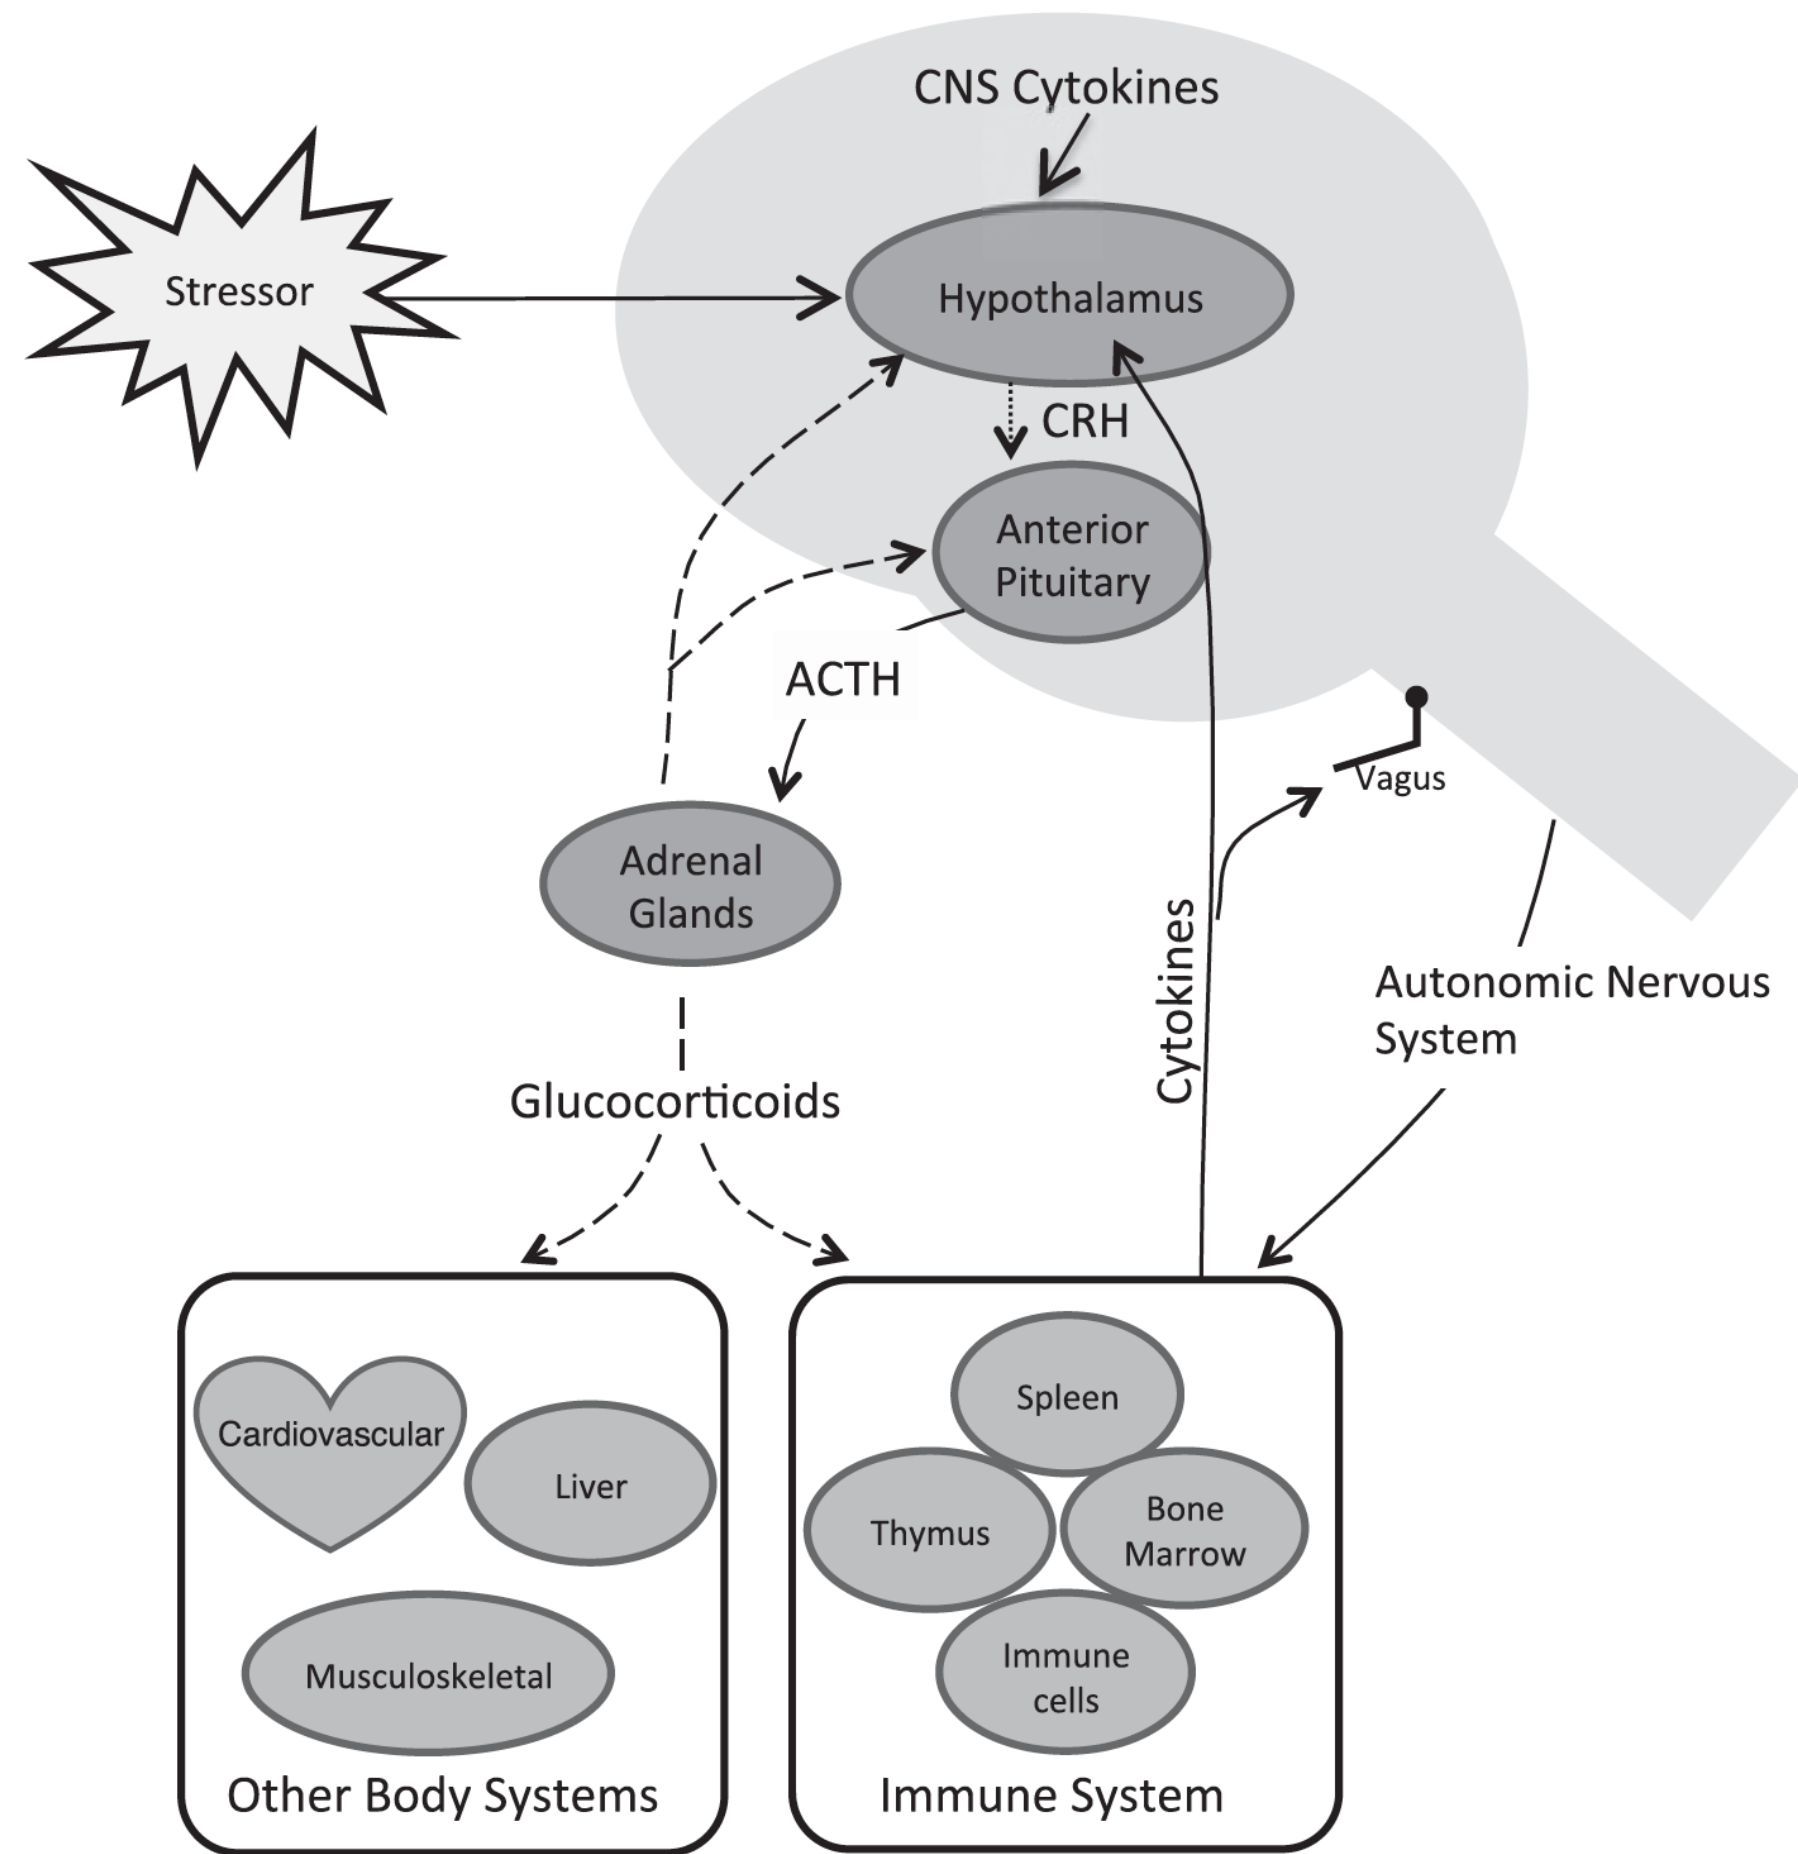 CNS Cytokines
Stressor
Hypothalamus
CRH
Anterior
Pituitary
ACTH
Vagus
Adrenal
Glands
Cytokines
Autonomic Nervous
System
Glucocorticoids
Cardiovascular
Liver
Musculoskeletal
Other Body Systems
Spleen
Thymus
Bone
Marrow
Immune
cells
Immune System